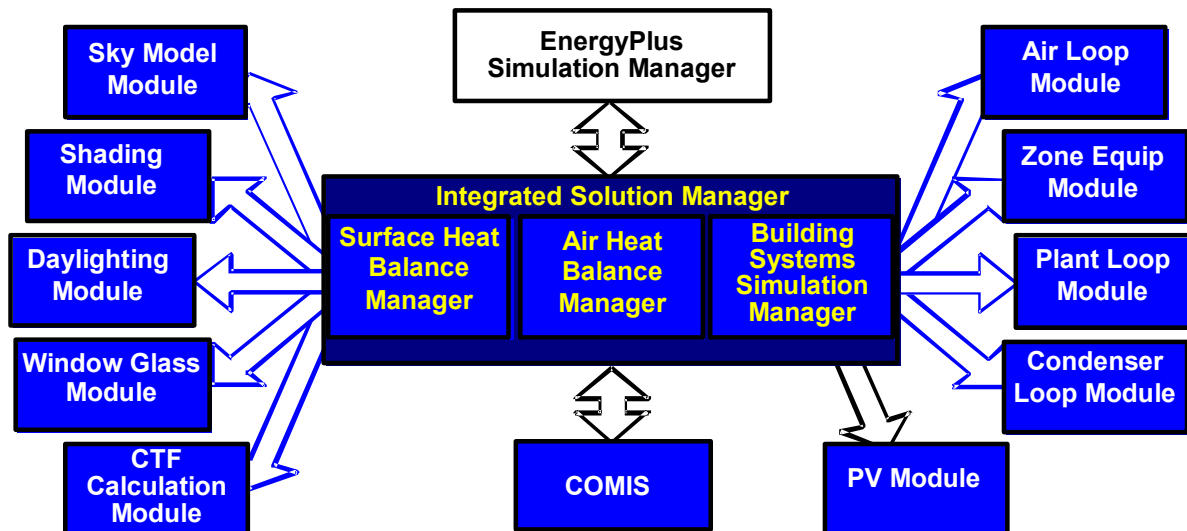 EnergyPlus
Simulation Manager
Sky Model
Module
Shading
Module
Daylighting
Module
Window Glass
Module
CTF
Calculation
Module
Integrated Solution Manager
Surface Heat
Balance
Manager
Air Heat
Balance
Manager
Building
Systems
Simulation
Manager
Air Loop
Module
Zone Equip
Module
Plant Loop
Module
Condenser
Loop Module
COMIS
PV Module